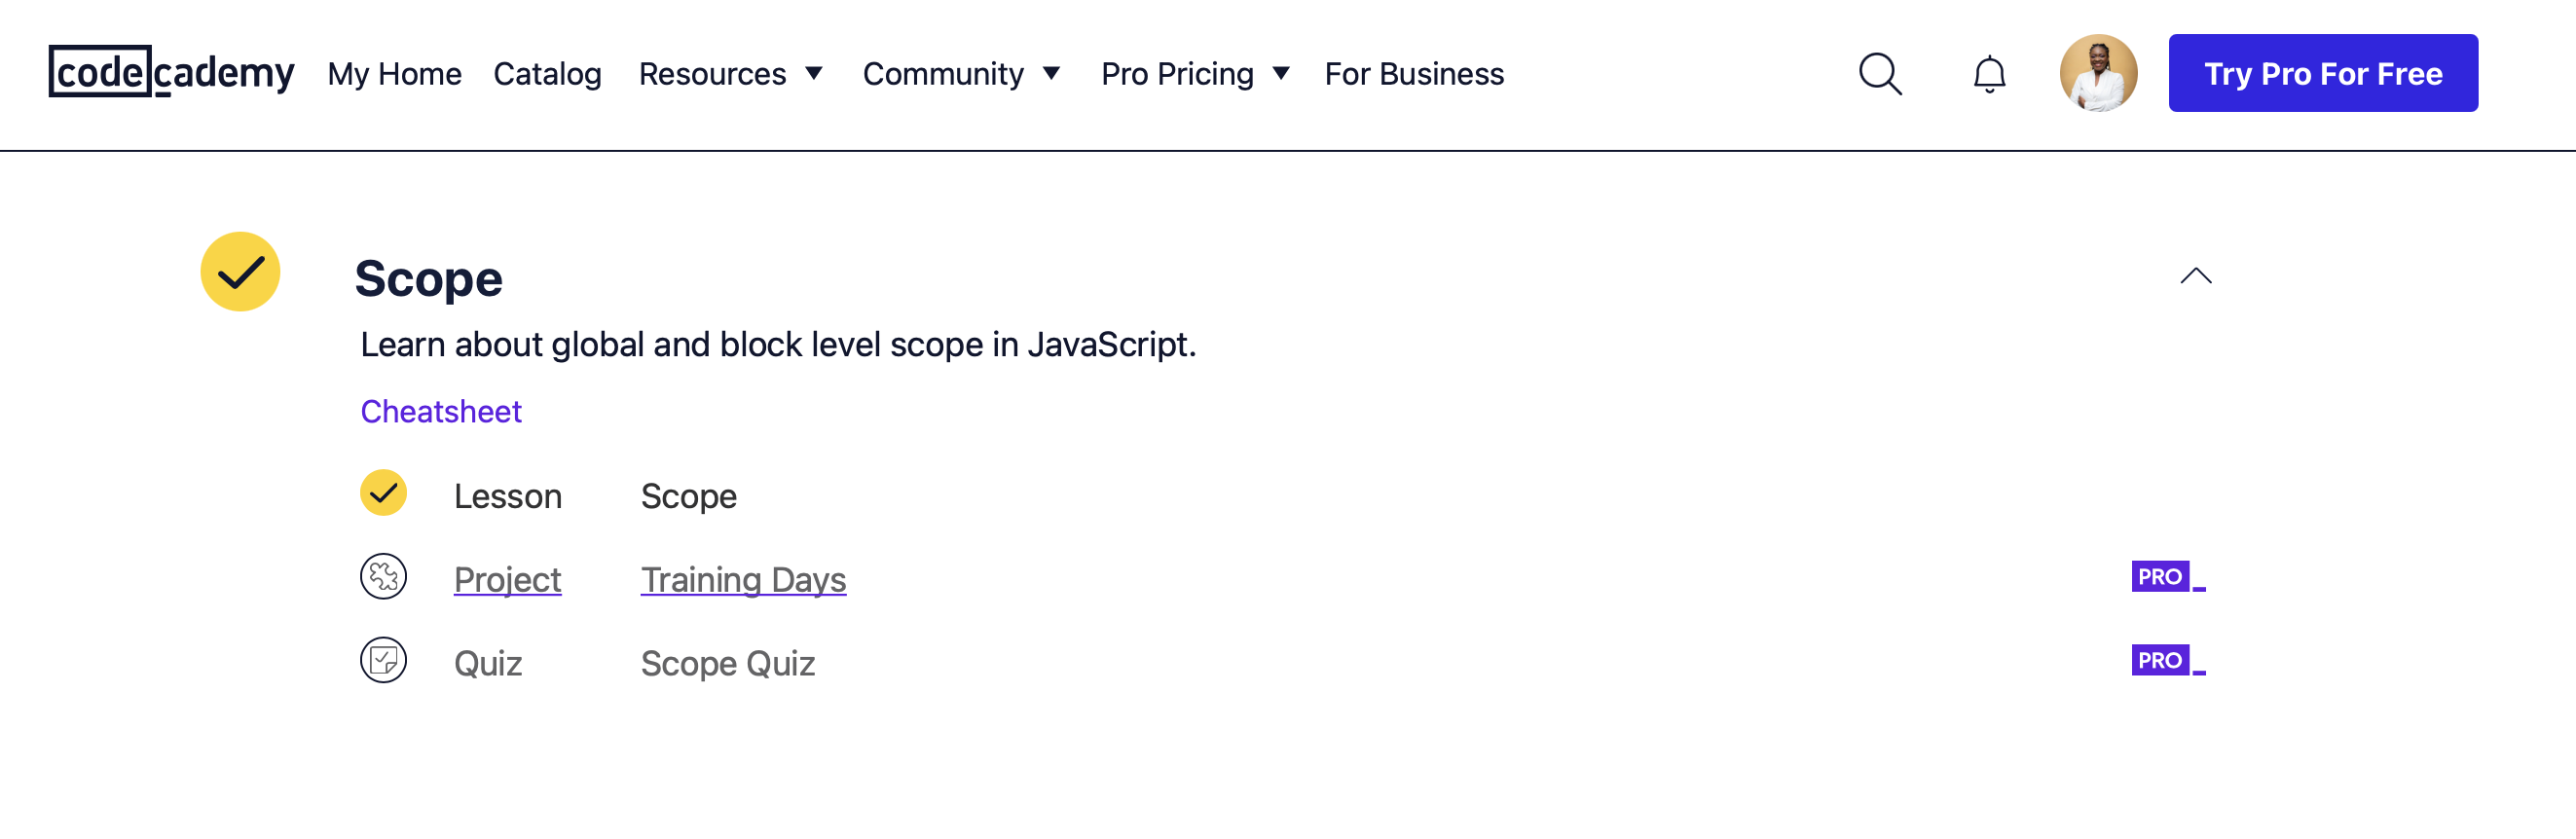 codecademy My Home Catalog Resources Community Pro Pricing For Business Try Pro For Free
Scope
Learn about global and block level scope in JavaScript.
Cheatsheet
Lesson Scope
Project Training Days PRO
Quiz Scope Quiz PRO